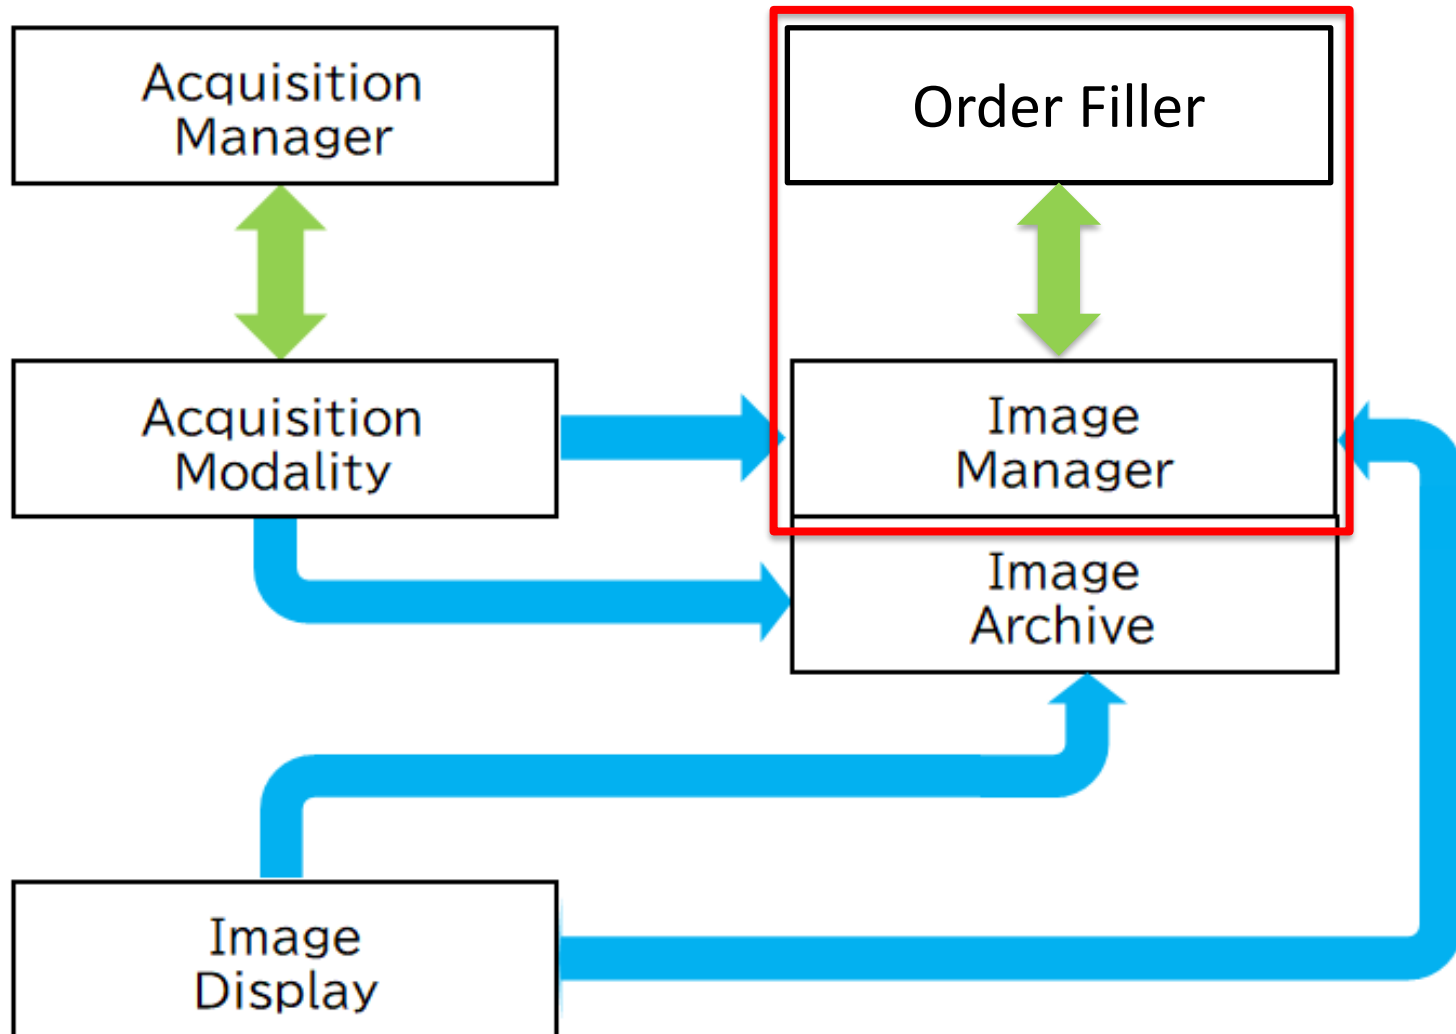 Acquisition
Manager
Order Filler
Acquisition
Modality
Image
Manager
Image
Archive
Image
Display